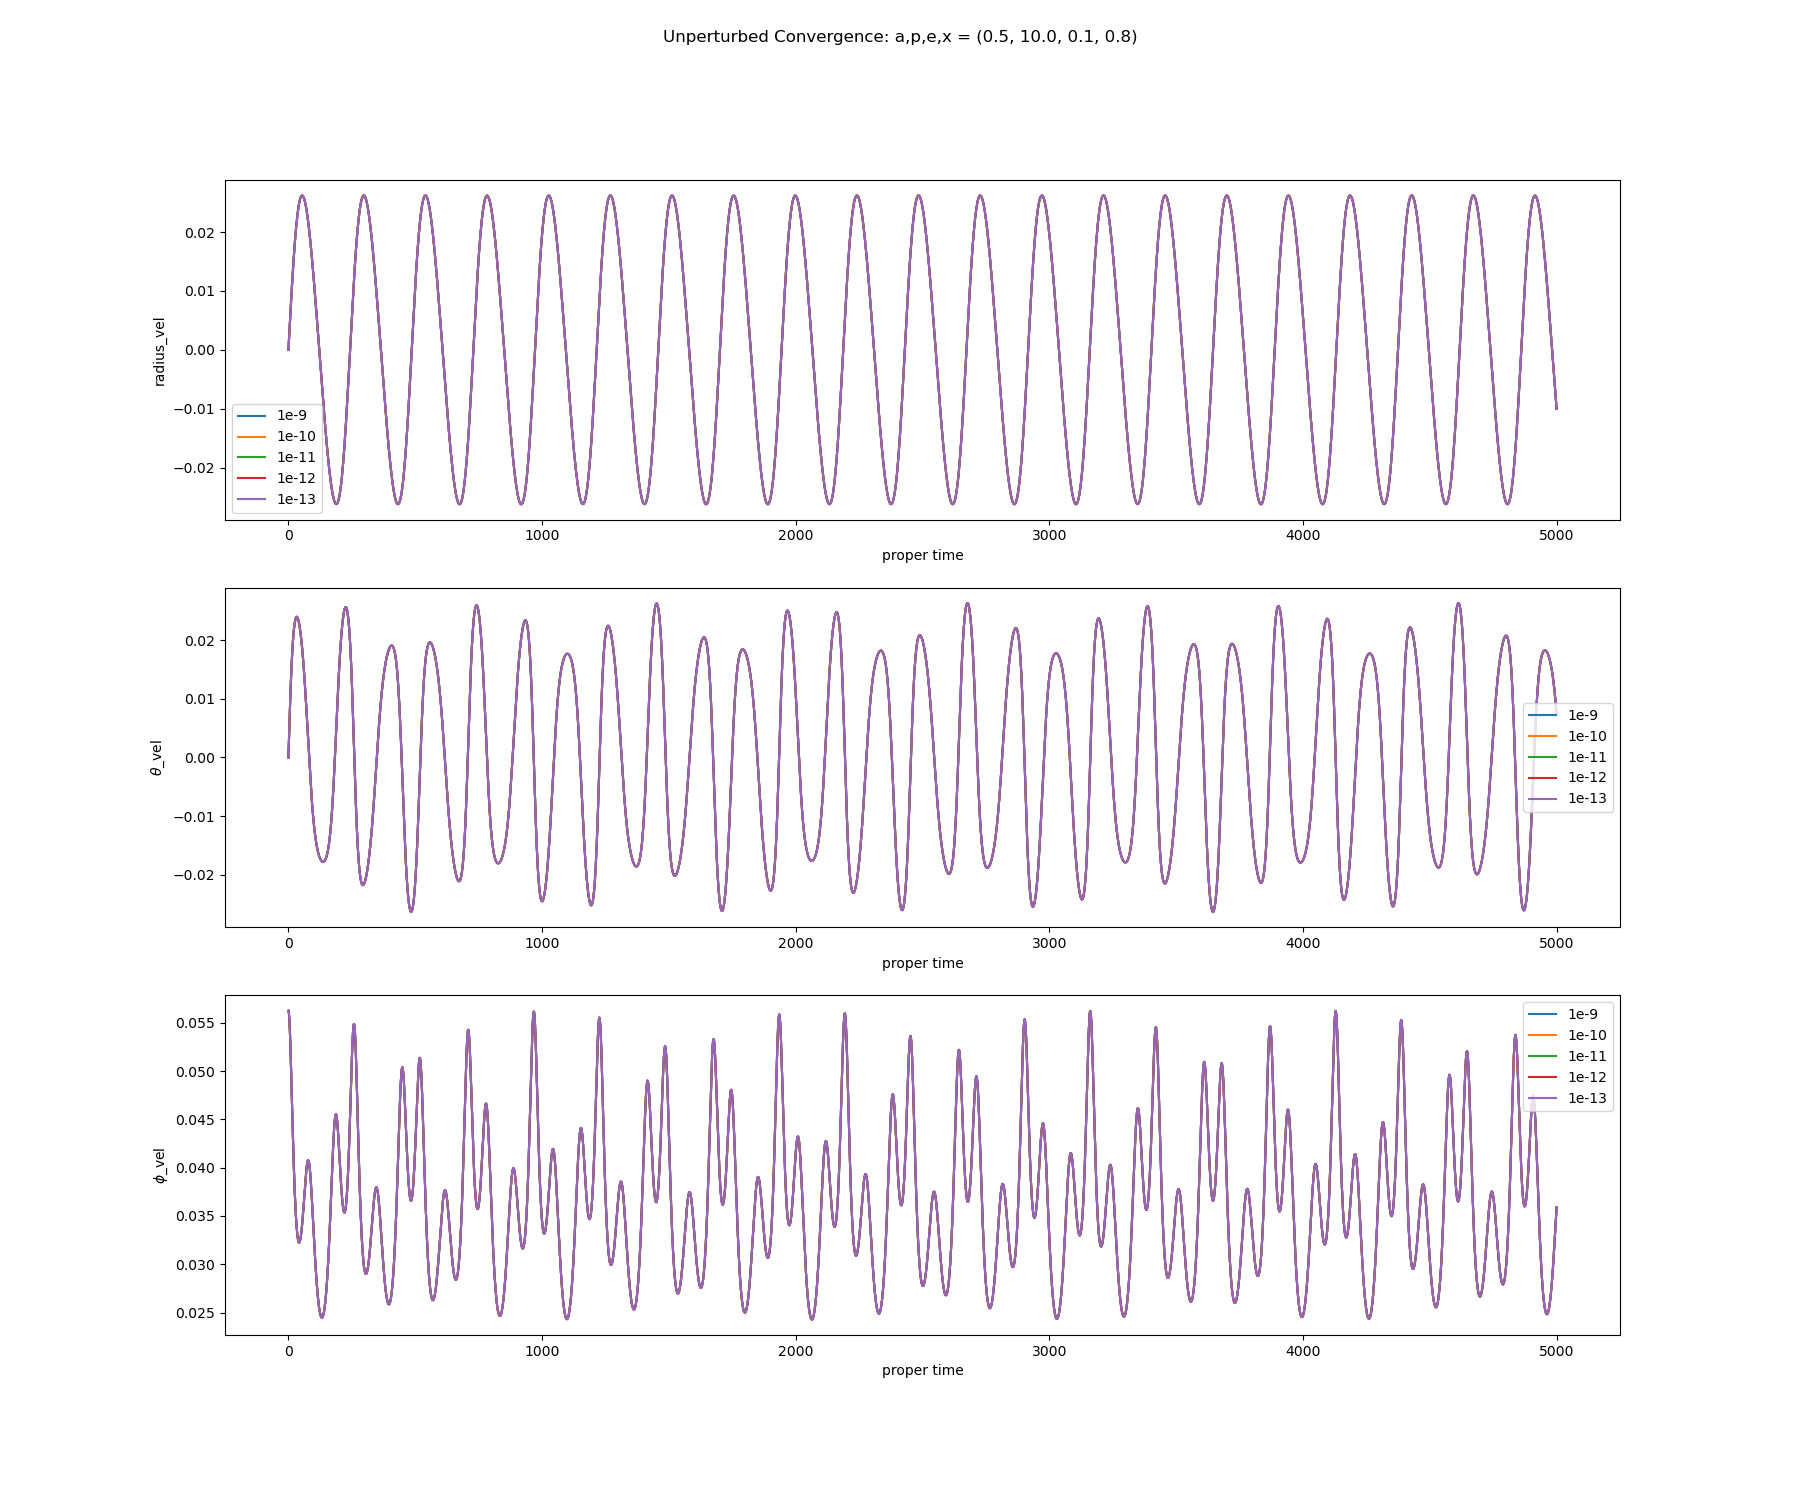 Unperturbed Convergence: a,p,e,x = (0.5, 10.0, 0.1, 0.8)
0.02
0.01
0.00
−0.01
−0.02
radius_vel
1e-9
1e-10
1e-11
1e-12
1e-13
0 1000 2000 3000 4000 5000
proper time
0.02
0.01
0.00
−0.01
−0.02
θ_vel
1e-9
1e-10
1e-11
1e-12
1e-13
0 1000 2000 3000 4000 5000
proper time
0.055
0.050
0.045
0.040
0.035
0.030
0.025
ϕ_vel
1e-9
1e-10
1e-11
1e-12
1e-13
0 1000 2000 3000 4000 5000
proper time